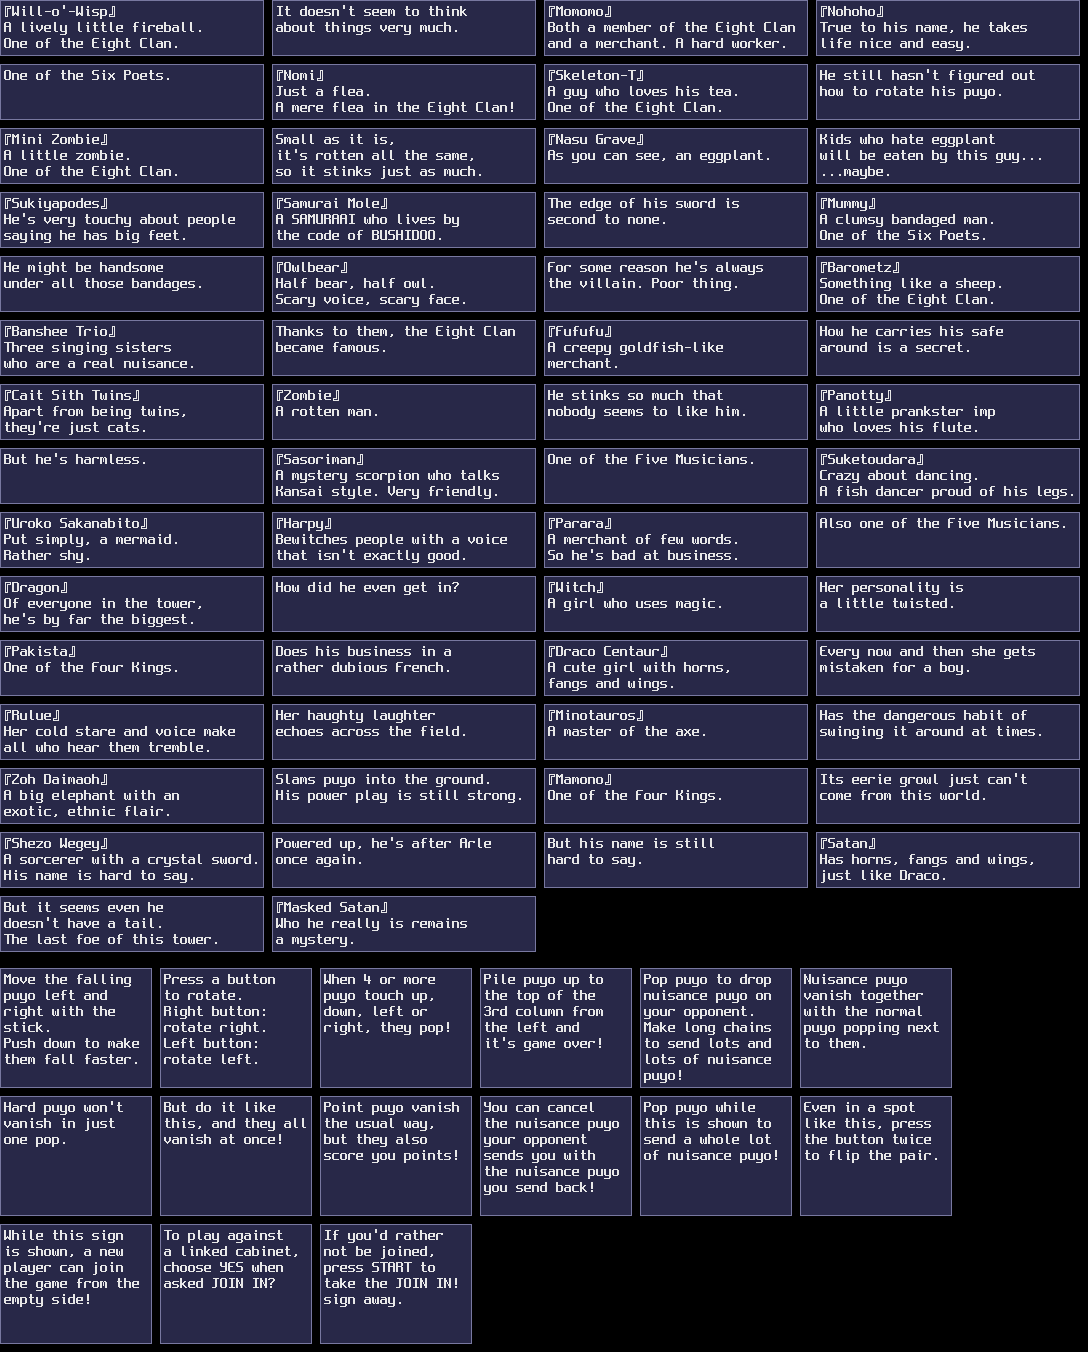 『Will-o'-Wisp』
A lively little fireball.
One of the Eight Clan.
It doesn't seem to think
about things very much.
『Momomo』
Both a member of the Eight Clan
and a merchant. A hard worker.
『Nohoho』
True to his name, he takes
life nice and easy.
One of the Six Poets.
『Nomi』
Just a flea.
A mere flea in the Eight Clan!
『Skeleton-T』
A guy who loves his tea.
One of the Eight Clan.
He still hasn't figured out
how to rotate his puyo.
『Mini Zombie』
A little zombie.
One of the Eight Clan.
Small as it is,
it's rotten all the same,
so it stinks just as much.
『Nasu Grave』
As you can see, an eggplant.
Kids who hate eggplant
will be eaten by this guy...
...maybe.
『Sukiyapodes』
He's very touchy about people
saying he has big feet.
『Samurai Mole』
A SAMURAAI who lives by
the code of BUSHIDOO.
The edge of his sword is
second to none.
『Mummy』
A clumsy bandaged man.
One of the Six Poets.
He might be handsome
under all those bandages.
『Owlbear』
Half bear, half owl.
Scary voice, scary face.
For some reason he's always
the villain. Poor thing.
『Barometz』
Something like a sheep.
One of the Eight Clan.
『Banshee Trio』
Three singing sisters
who are a real nuisance.
Thanks to them, the Eight Clan
became famous.
『Fufufu』
A creepy goldfish-like
merchant.
How he carries his safe
around is a secret.
『Cait Sith Twins』
Apart from being twins,
they're just cats.
『Zombie』
A rotten man.
He stinks so much that
nobody seems to like him.
『Panotty』
A little prankster imp
who loves his flute.
But he's harmless.
『Sasoriman』
A mystery scorpion who talks
Kansai style. Very friendly.
One of the Five Musicians.
『Suketoudara』
Crazy about dancing.
A fish dancer proud of his legs.
『Uroko Sakanabito』
Put simply, a mermaid.
Rather shy.
『Harpy』
Bewitches people with a voice
that isn't exactly good.
『Parara』
A merchant of few words.
So he's bad at business.
Also one of the Five Musicians.
『Dragon』
Of everyone in the tower,
he's by far the biggest.
How did he even get in?
『Witch』
A girl who uses magic.
Her personality is
a little twisted.
『Pakista』
One of the Four Kings.
Does his business in a
rather dubious French.
『Draco Centaur』
A cute girl with horns,
fangs and wings.
Every now and then she gets
mistaken for a boy.
『Rulue』
Her cold stare and voice make
all who hear them tremble.
Her haughty laughter
echoes across the field.
『Minotauros』
A master of the axe.
Has the dangerous habit of
swinging it around at times.
『Zoh Daimaoh』
A big elephant with an
exotic, ethnic flair.
Slams puyo into the ground.
His power play is still strong.
『Mamono』
One of the Four Kings.
Its eerie growl just can't
come from this world.
『Shezo Wegey』
A sorcerer with a crystal sword.
His name is hard to say.
Powered up, he's after Arle
once again.
But his name is still
hard to say.
『Satan』
Has horns, fangs and wings,
just like Draco.
But it seems even he
doesn't have a tail.
The last foe of this tower.
『Masked Satan』
Who he really is remains
a mystery.
Move the falling
puyo left and
right with the
stick.
Push down to make
them fall faster.
Press a button
to rotate.
Right button:
rotate right.
Left button:
rotate left.
When 4 or more
puyo touch up,
down, left or
right, they pop!
Pile puyo up to
the top of the
3rd column from
the left and
it's game over!
Pop puyo to drop
nuisance puyo on
your opponent.
Make long chains
to send lots and
lots of nuisance
puyo!
Nuisance puyo
vanish together
with the normal
puyo popping next
to them.
Hard puyo won't
vanish in just
one pop.
But do it like
this, and they all
vanish at once!
Point puyo vanish
the usual way,
but they also
score you points!
You can cancel
the nuisance puyo
your opponent
sends you with
the nuisance puyo
you send back!
Pop puyo while
this is shown to
send a whole lot
of nuisance puyo!
Even in a spot
like this, press
the button twice
to flip the pair.
While this sign
is shown, a new
player can join
the game from the
empty side!
To play against
a linked cabinet,
choose YES when
asked JOIN IN?
If you'd rather
not be joined,
press START to
take the JOIN IN!
sign away.